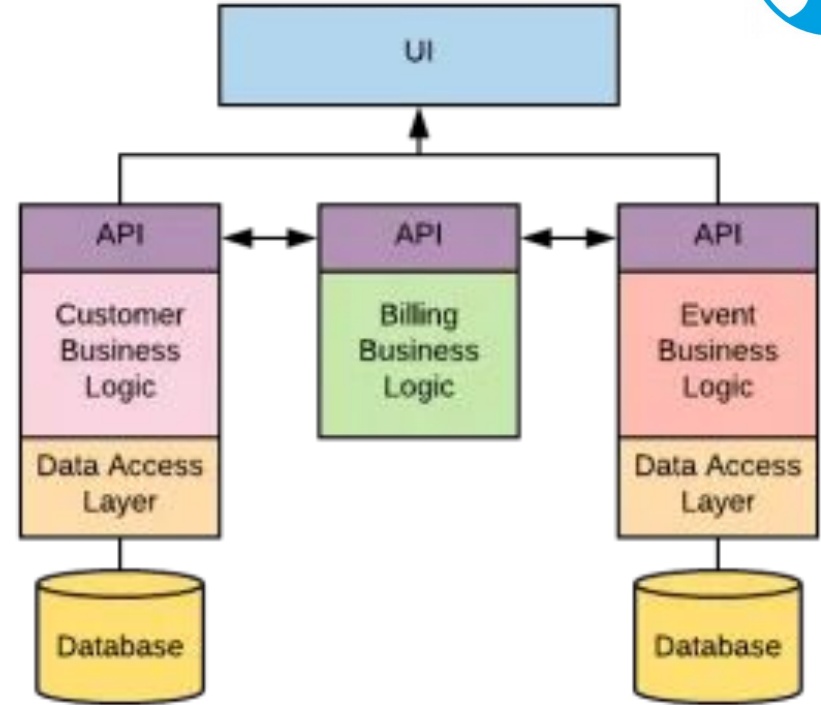 UI
API
API
API
Customer
Business
Logic
Billing
Business
Logic
Event
Business
Logic
Data Access
Layer
Data Access
Layer
Database
Database